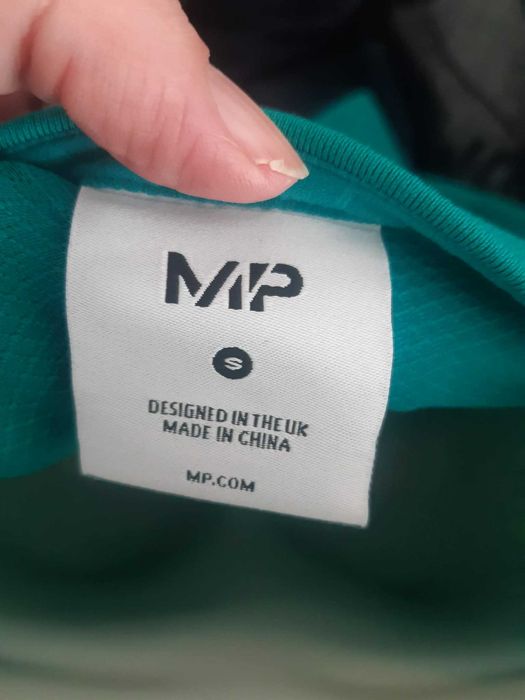 MP
S
DESIGNED IN THE UK
MADE IN CHINA
MP.COM